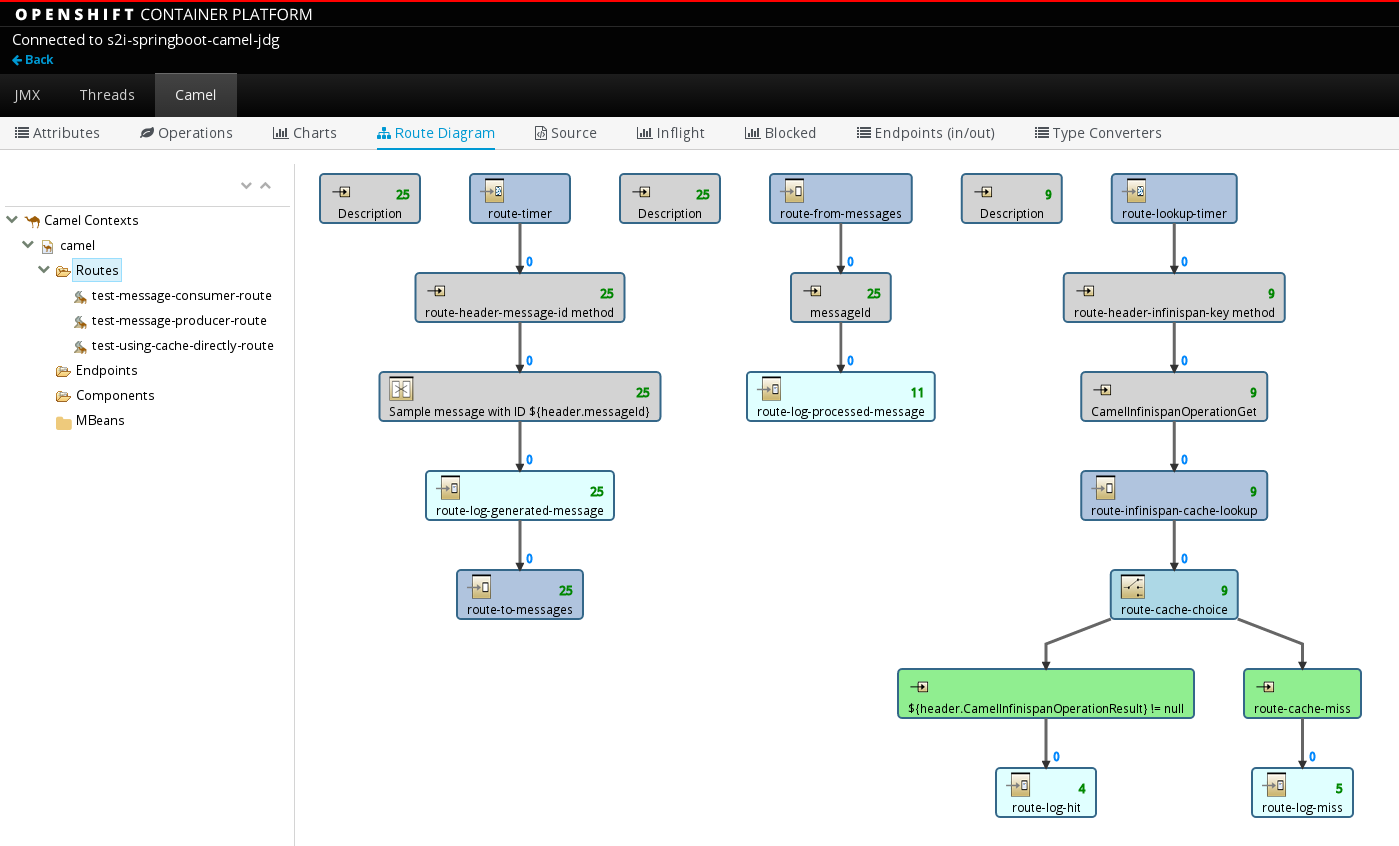 OPENSHIFT CONTAINER PLATFORM
Connected to s2i-springboot-camel-jdg
Back
JMX Threads Camel
Attributes Operations Charts Route Diagram Source Inflight Blocked Endpoints (in/out) Type Converters
Camel Contexts
camel
Routes
test-message-consumer-route
test-message-producer-route
test-using-cache-directly-route
Endpoints
Components
MBeans
25
Description
route-timer
0
25
route-header-message-id method
0
25
Sample message with ID ${header.messageId}
0
25
route-log-generated-message
0
25
route-to-messages
25
Description
route-from-messages
0
25
messageId
0
11
route-log-processed-message
9
Description
route-lookup-timer
0
9
route-header-infinispan-key method
0
9
CamelInfinispanOperationGet
0
9
route-infinispan-cache-lookup
0
9
route-cache-choice
${header.CamelInfinispanOperationResult} != null
0
4
route-log-hit
route-cache-miss
0
5
route-log-miss